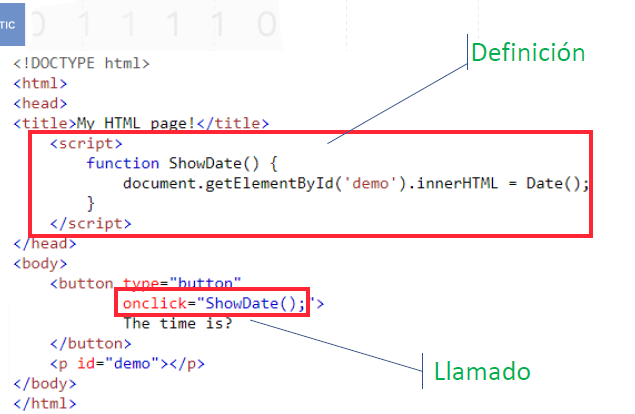 TIC
0 1 1 1 1 0
Definición
<!DOCTYPE html>
<html>
<head>
<title>My HTML page!</title>
<script>
function ShowDate() {
document.getElementById('demo').innerHTML = Date();
}
</script>
</head>
<body>
<button type="button"
onclick="ShowDate();">
The time is?
</button>
<p id="demo"></p>
Llamado
</body>
</html>